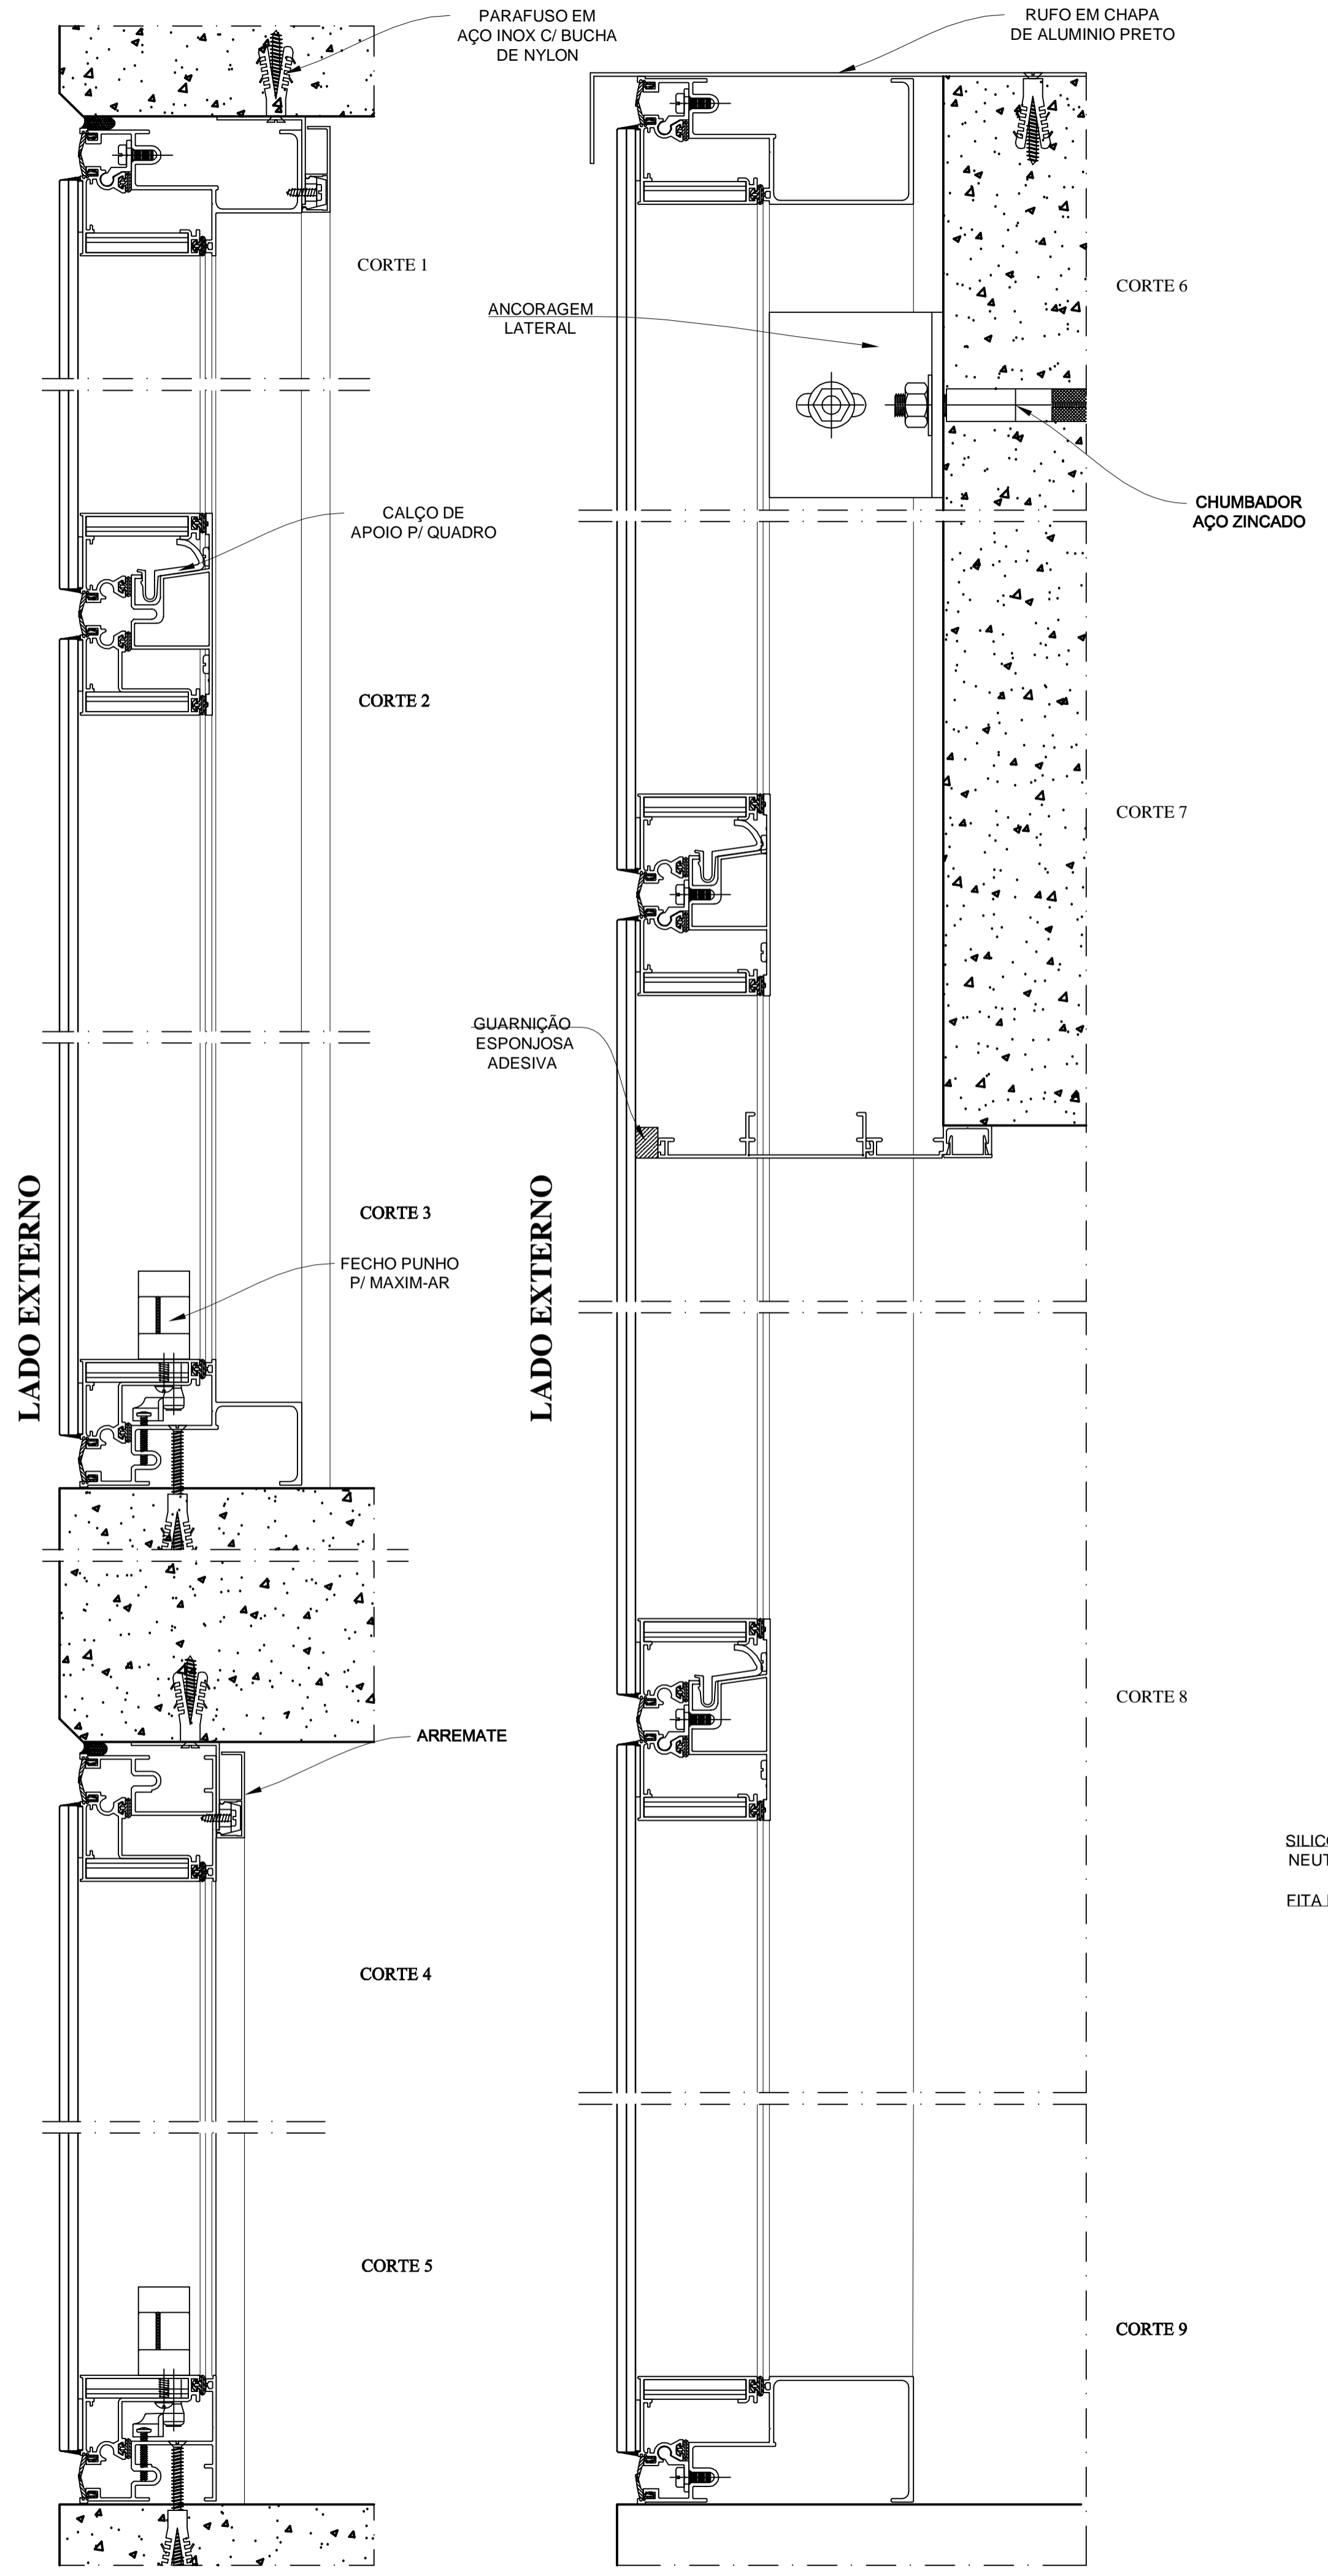 PARAFUSO EM
AÇO INOX C/ BUCHA
DE NYLON
RUFO EM CHAPA
DE ALUMINIO PRETO
CORTE 1
CORTE 6
ANCORAGEM
LATERAL
CALÇO DE
APOIO P/ QUADRO
CHUMBADOR
AÇO ZINCADO
CORTE 2
CORTE 7
GUARNIÇÃO
ESPONJOSA
ADESIVA
LADO EXTERNO
LADO EXTERNO
CORTE 3
FECHO PUNHO
P/ MAXIM-AR
CORTE 8
ARREMATE
FITA
CORTE 4
CORTE 5
CORTE 9